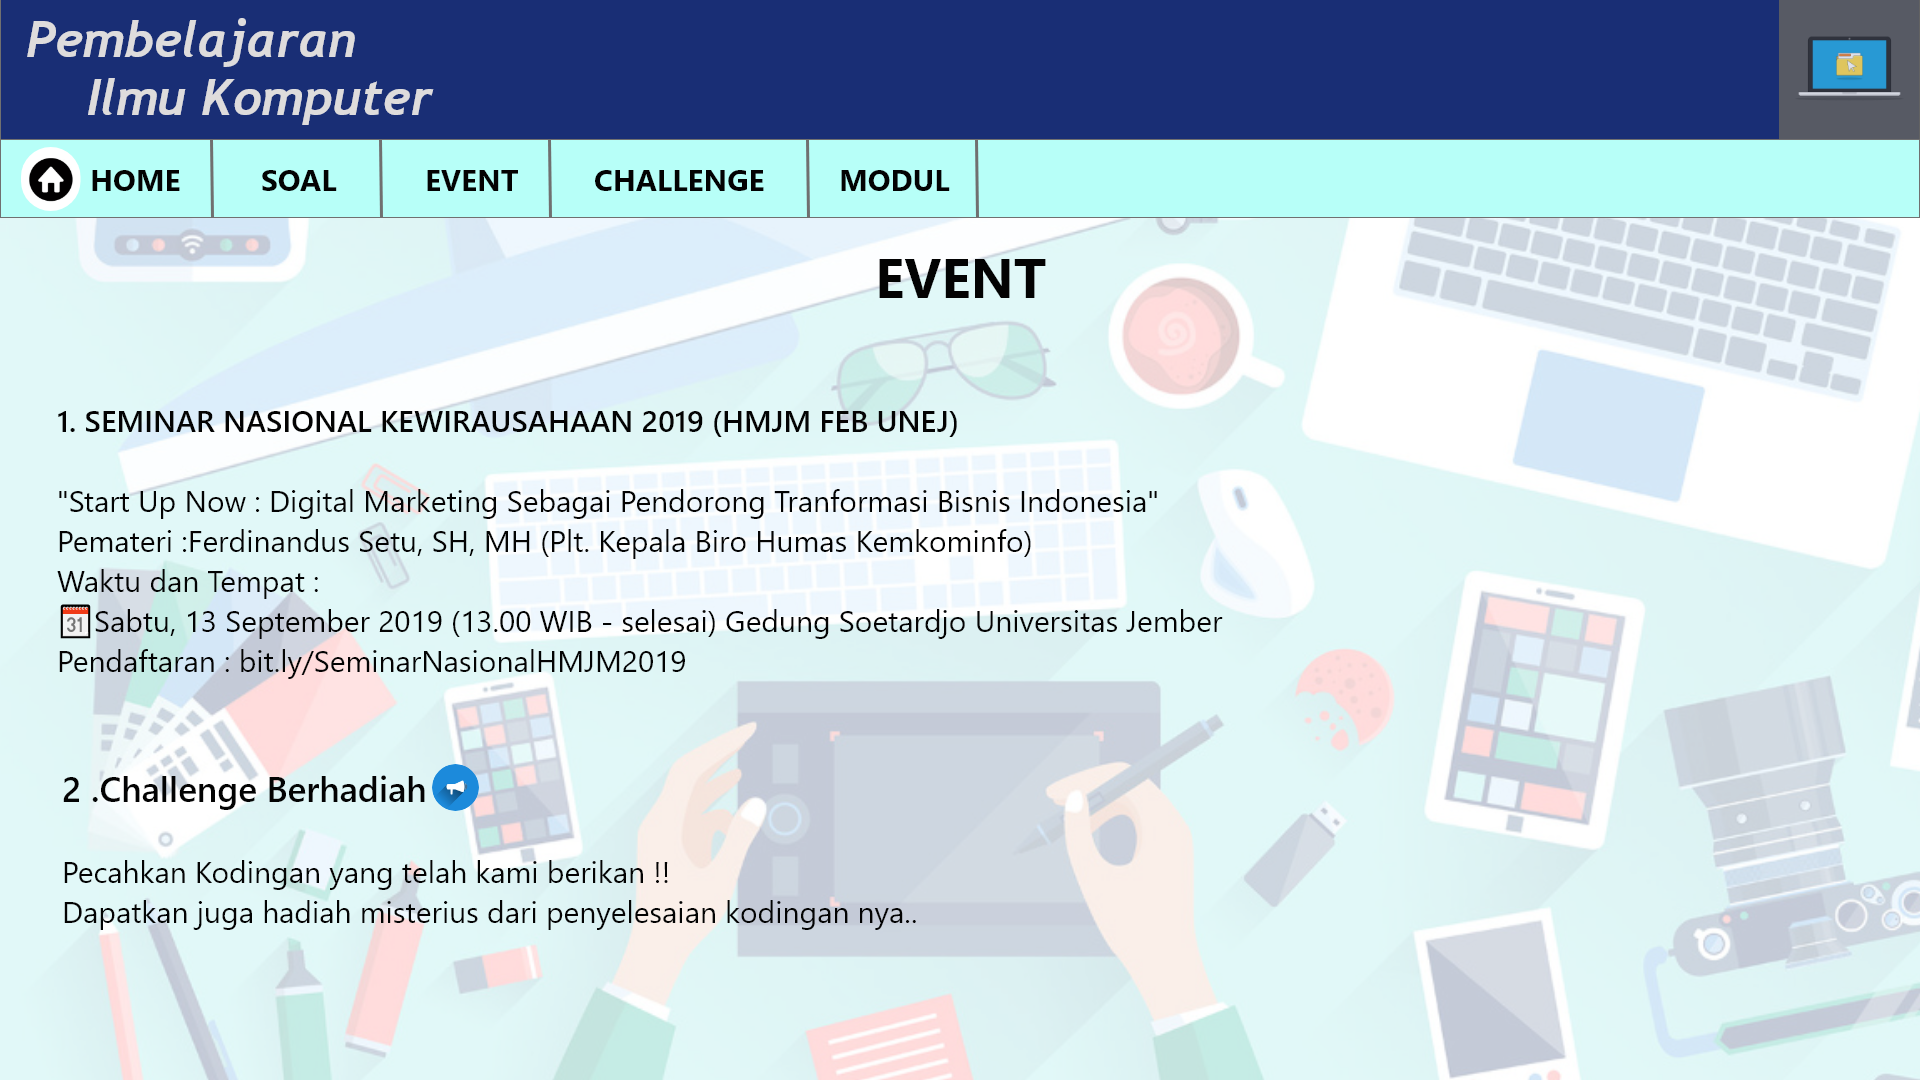 Pembelajaran
Ilmu Komputer
HOME
SOAL
EVENT
CHALLENGE
MODUL
EVENT
1. SEMINAR NASIONAL KEWIRAUSAHAAN 2019 (HMJM FEB UNEJ)
"Start Up Now : Digital Marketing Sebagai Pendorong Tranformasi Bisnis Indonesia"
Pemateri :Ferdinandus Setu, SH, MH (Plt. Kepala Biro Humas Kemkominfo)
Waktu dan Tempat :
31 Sabtu, 13 September 2019 (13.00 WIB - selesai) Gedung Soetardjo Universitas Jember
Pendaftaran : bit.ly/SeminarNasionalHMJM2019
2 .Challenge Berhadiah
Pecahkan Kodingan yang telah kami berikan !!
Dapatkan juga hadiah misterius dari penyelesaian kodingan nya..